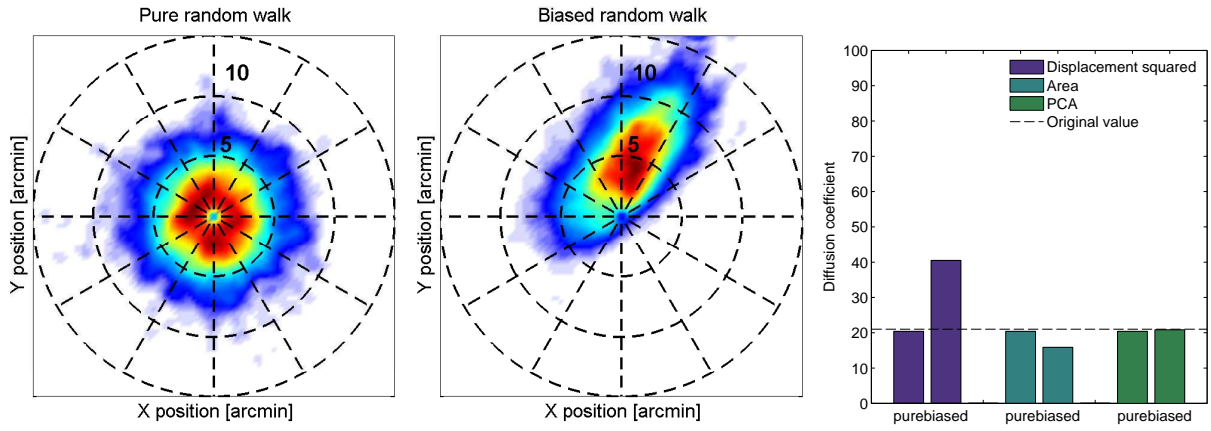 Pure random walk
10
5
Y position [arcmin]
X position [arcmin]
Biased random walk
10
5
Y position [arcmin]
X position [arcmin]
100
90
80
70
60
50
40
30
20
10
0
Diffusion coefficient
Displacement squared
Area
PCA
Original value
purebiased purebiased purebiased